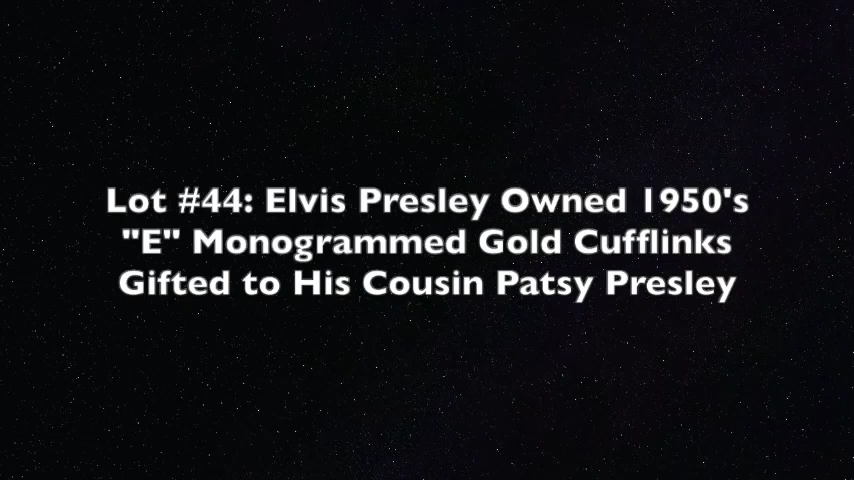 Lot #44: Elvis Presley Owned 1950's
"E" Monogrammed Gold Cufflinks
Gifted to His Cousin Patsy Presley